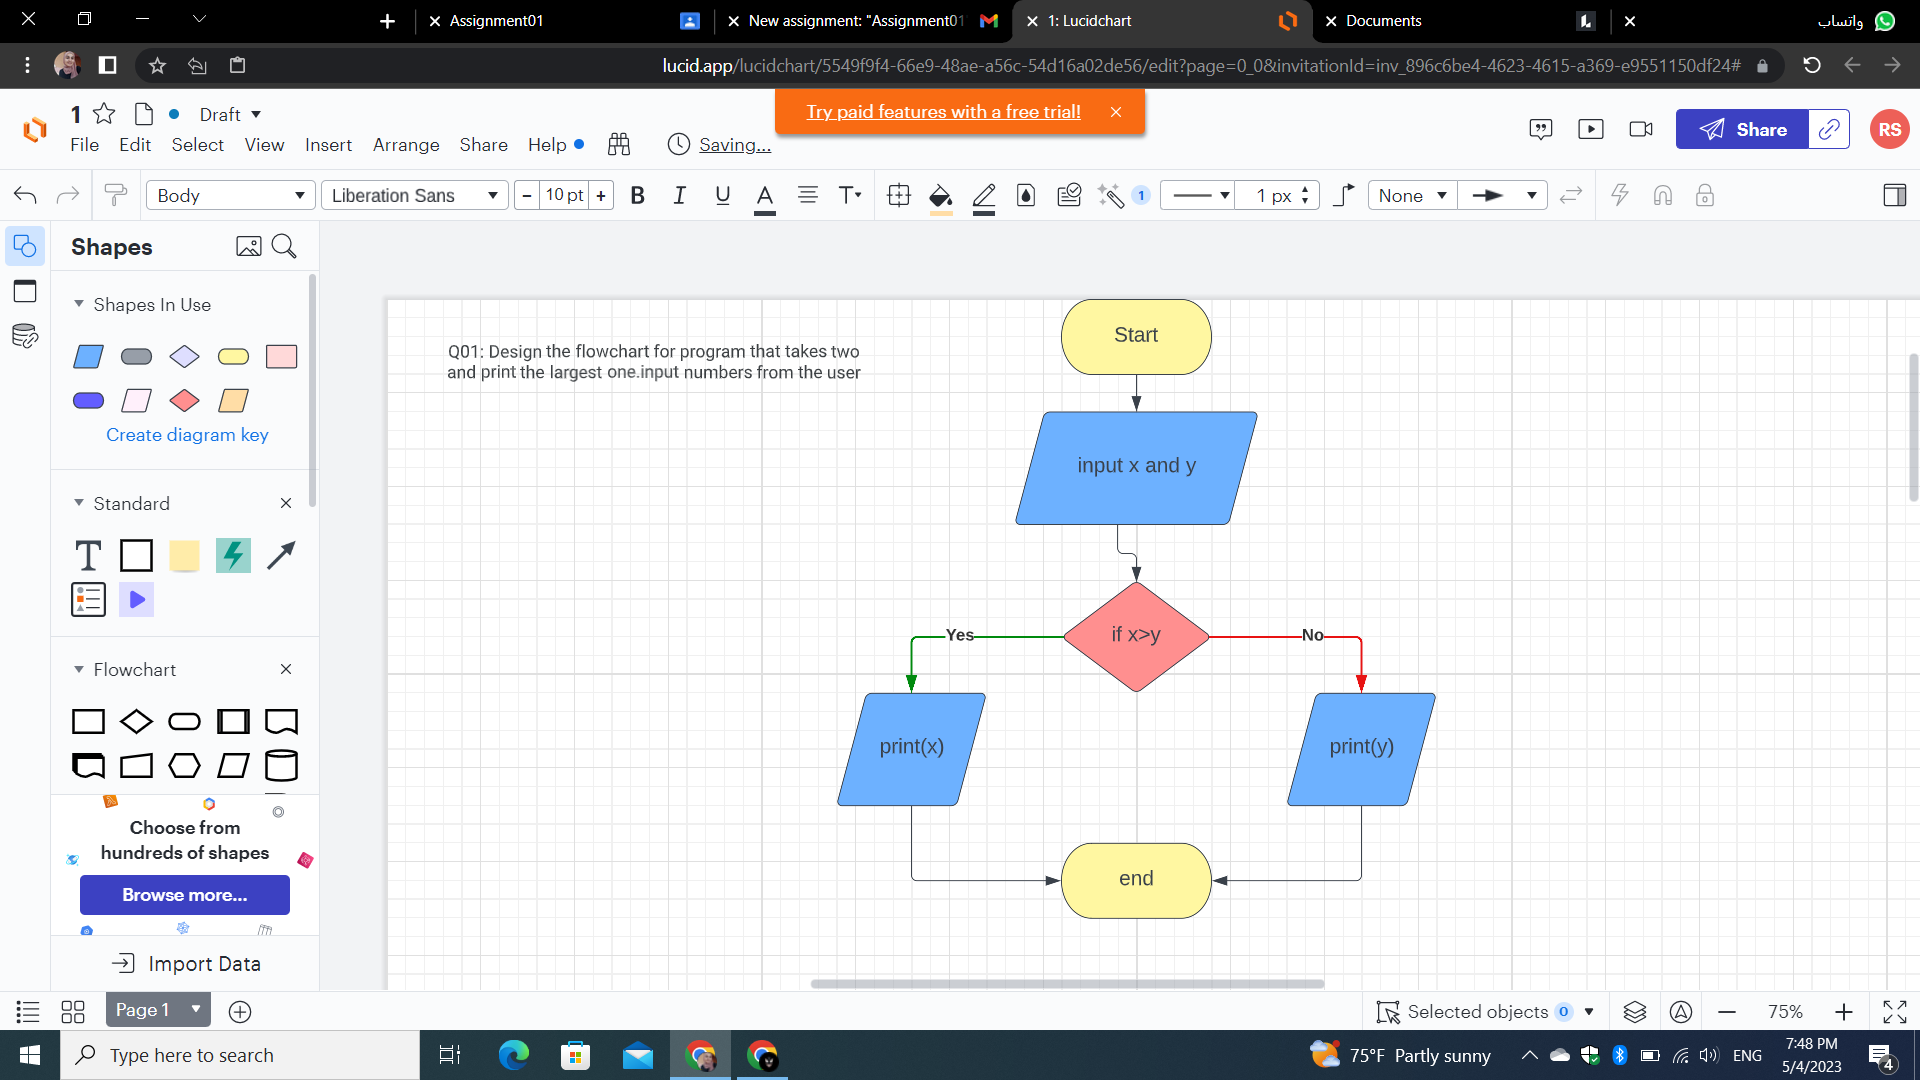 Assignment01
New assignment: "Assignment01
1: Lucidchart
Documents
واتساب
lucid.app/lucidchart/5549f9f4-66e9-48ae-a56c-54d16a02de56/edit?page=0_0&invitationId=inv_896c6be4-4623-4615-a369-e9551150df24#
1
Draft
Try paid features with a free trial!
File Edit Select View Insert Arrange Share Help
Saving...
Share
RS
Body
Liberation Sans
- 10 pt +
B I U A T
1
1 px
None
Shapes
Shapes In Use
Create diagram key
Standard
T
Flowchart
Choose from
hundreds of shapes
Browse more...
Import Data
Q01: Design the flowchart for program that takes two
and print the largest one.input numbers from the user
Start
input x and y
if x>y
Yes
No
print(x)
print(y)
end
Page 1
Selected objects 0
75%
Type here to search
75°F Partly sunny
ENG
7:48 PM
5/4/2023
4